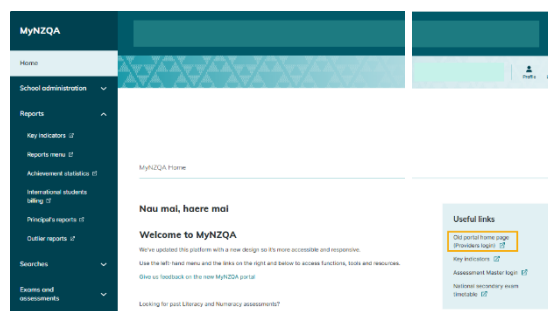 MyNZQA
Home
School administration
Reports
Key indicators
Reports menu
Achievement statistics
International students
billing
Principal's reports
Outlier reports
Searches
Exams and
assessments
Profile
MyNZQA Home
Nau mai, haere mai
Welcome to MyNZQA
We've updated this platform with a new design so it's more accessible and responsive.
Use the left-hand menu and the links on the right and below to access functions, tools and resources.
Give us feedback on the new MyNZQA portal
Looking for past Literacy and Numeracy assessments?
Useful links
Old portal home page
(Providers login)
Key Indicators
Assessment Master login
National secondary exam
timetable